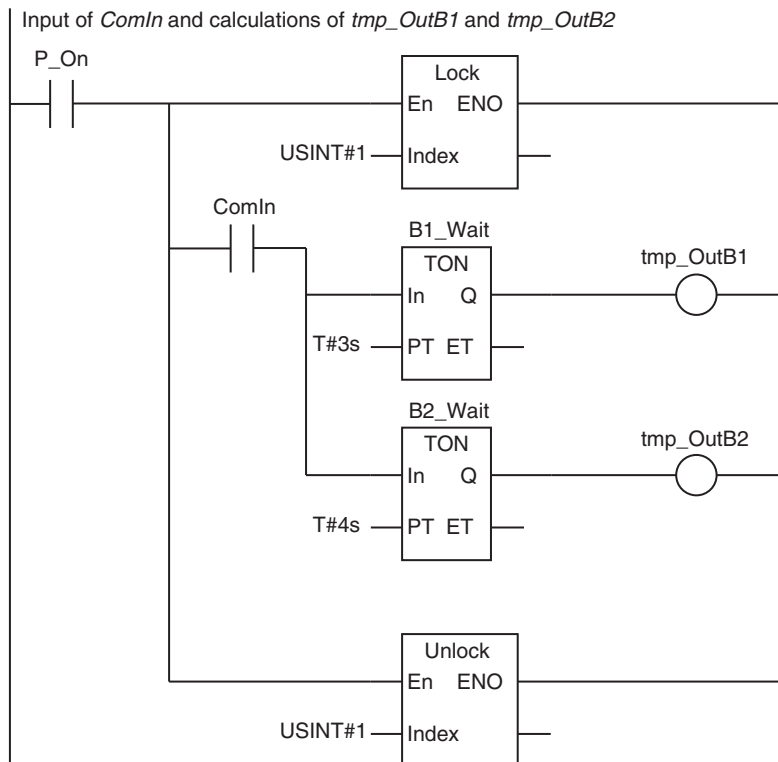 Input of ComIn and calculations of tmp_OutB1 and tmp_OutB2
P_On
Lock
En ENO
USINT#1 Index
ComIn
B1_Wait
TON
tmp_OutB1
In Q
T#3s PT ET
B2_Wait
TON
tmp_OutB2
In Q
T#4s PT ET
Unlock
En ENO
USINT#1 Index